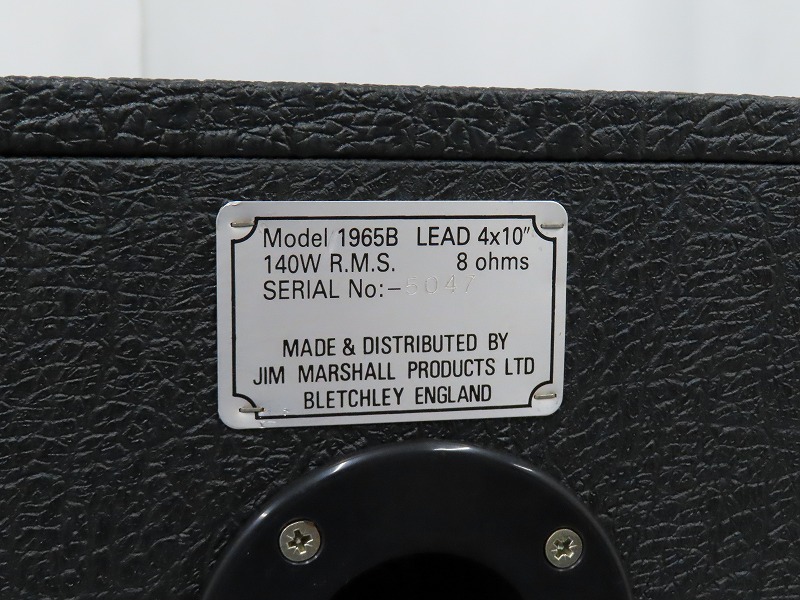 Model 1965B LEAD 4x10"
140W R.M.S. 8 ohms
SERIAL No:-5047
MADE & DISTRIBUTED BY
JIM MARSHALL PRODUCTS LTD
BLETCHLEY ENGLAND